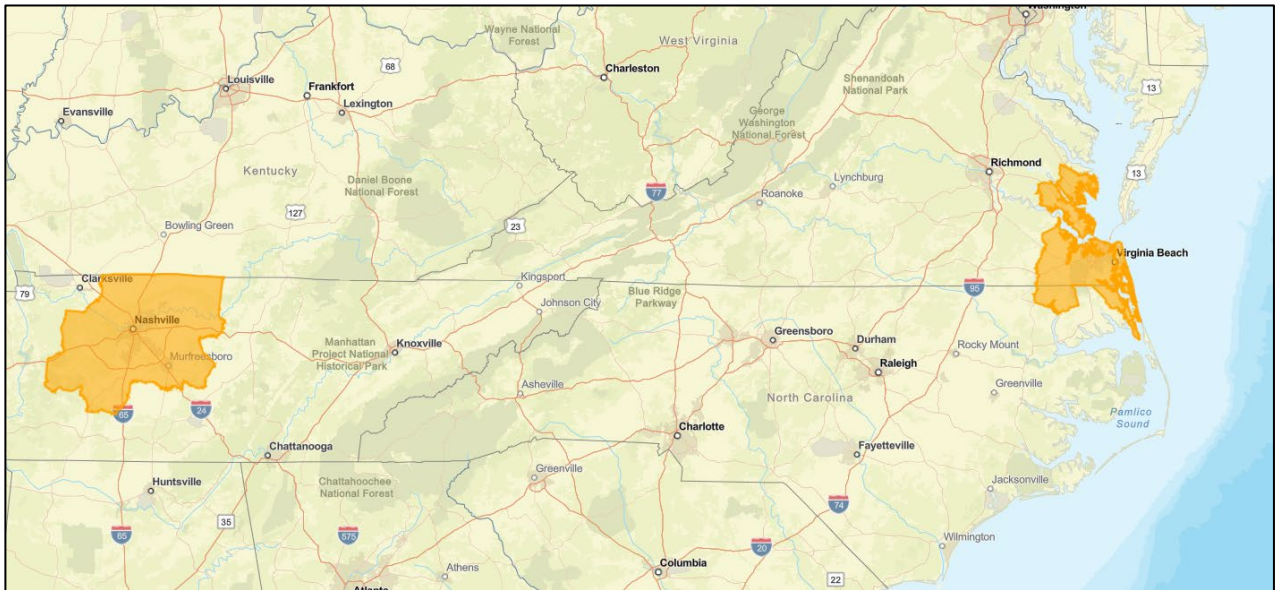 Washington
Wayne National
Forest
West Virginia
68
Charleston
Louisville
Frankfort
Shenandoah
National Park
13
Evansville
Lexington
George
Washington
National Forest
Richmond
Kentucky
Daniel Boone
National Forest
77
Lynchburg
13
Roanoke
127
23
Bowling Green
Virginia Beach
Clarksville
Kingsport
79
Blue Ridge
Parkway
95
Johnson City
Nashville
Manhattan
Project National
Historical Park
Knoxville
Greensboro
Durham
Murfreesboro
Rocky Mount
Raleigh
Asheville
Greenville
North Carolina
65
24
Pamlico
Sound
Charlotte
Chattanooga
Fayetteville
Greenville
Huntsville
Chattahoochee
National Forest
Jacksonville
74
35
65
575
20
Wilmington
Athens
Columbia
22
Atlanta